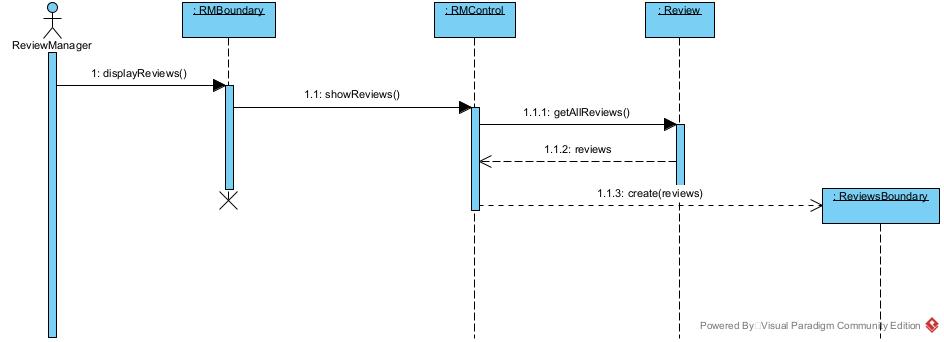 : RMBoundary
: RMControl
: Review
ReviewManager
1: displayReviews()
1.1: showReviews()
1.1.1: getAllReviews()
1.1.2: reviews
1.1.3: create(reviews)
: ReviewsBoundary
Powered By Visual Paradigm Community Edition